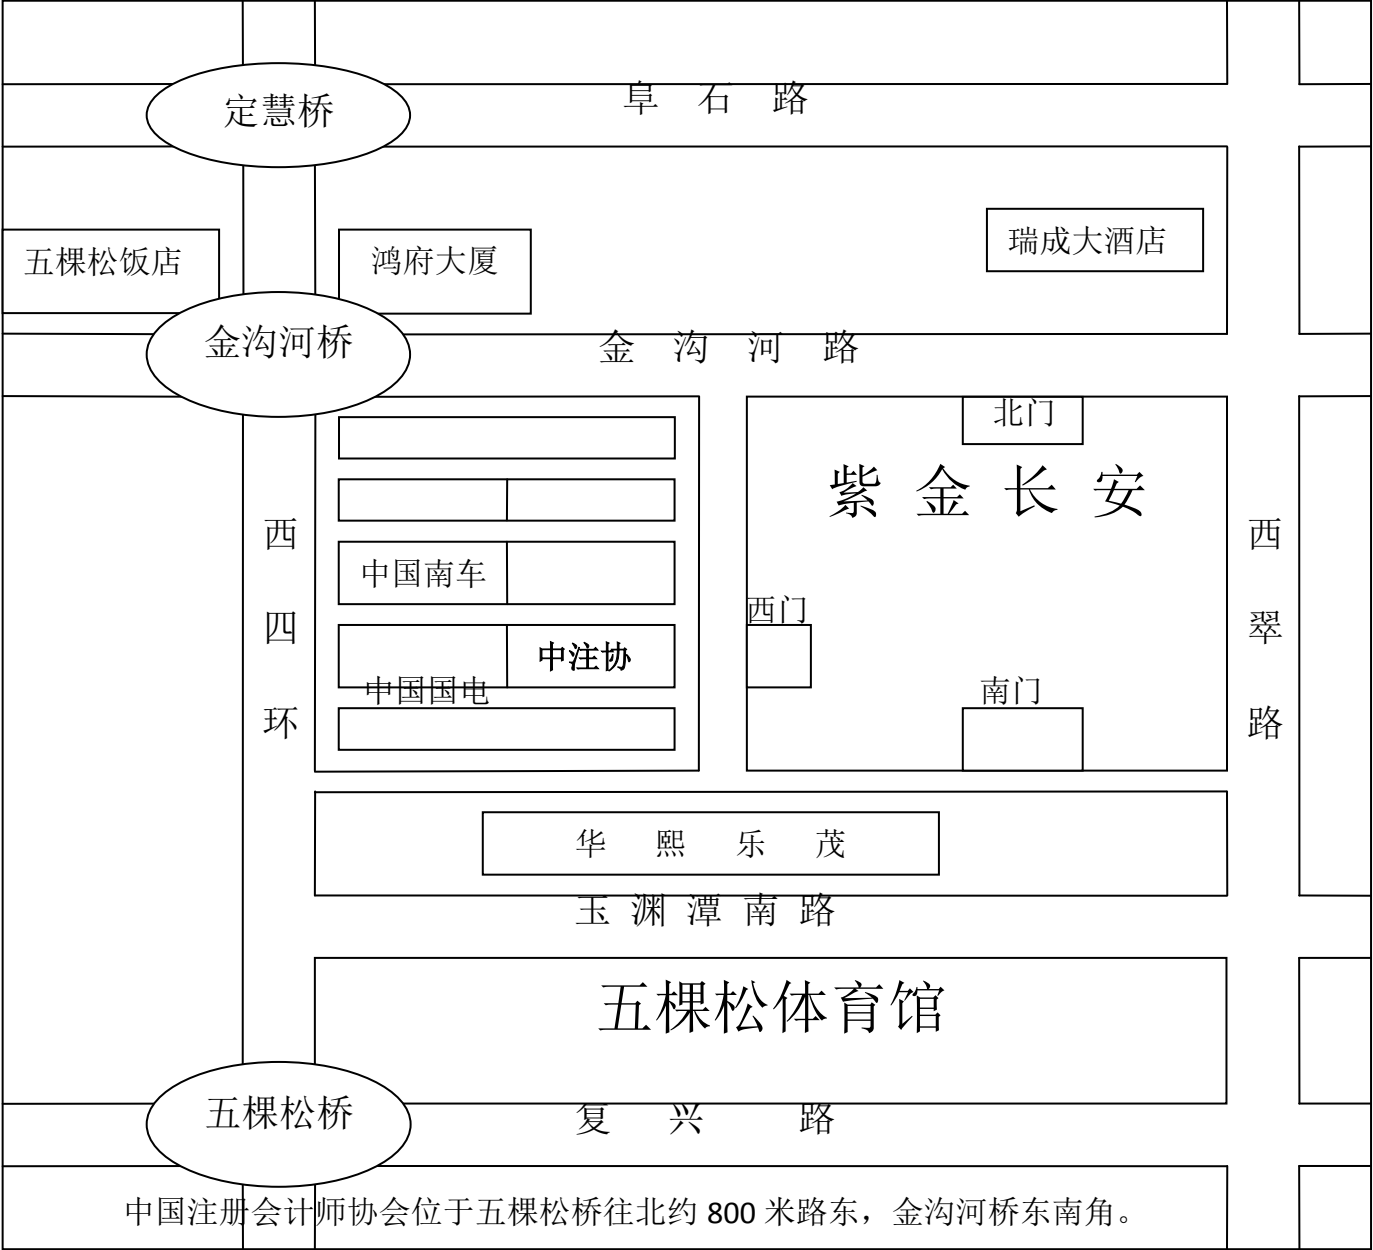 阜 石 路
定慧桥
五棵松饭店
鸿府大厦
瑞成大酒店
金沟河桥
金 沟 河 路
北门
紫 金 长 安
西 四 环
西 翠 路
中国南车
西门
中注协
中国国电
南门
华 熙 乐 茂
玉 渊 潭 南 路
五棵松体育馆
五棵松桥
复 兴 路
中国注册会计师协会位于五棵松桥往北约 800 米路东，金沟河桥东南角。